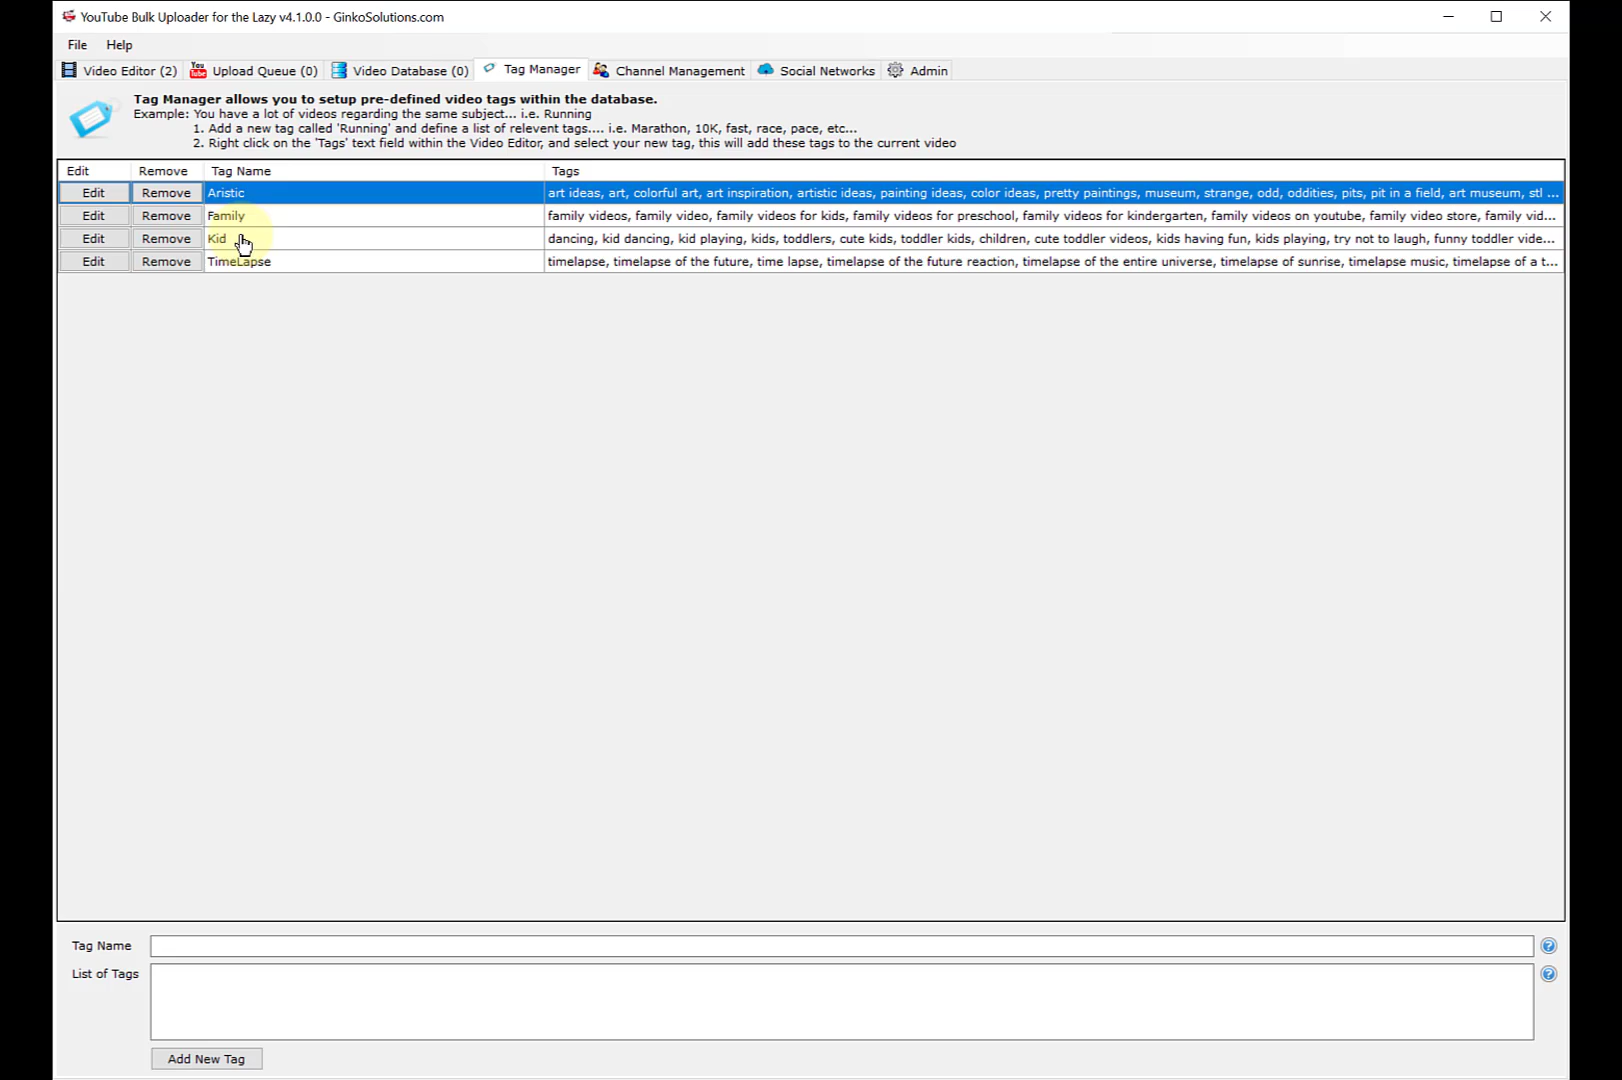 YouTube Bulk Uploader for the Lazy v4.1.0.0 - GinkoSolutions.com
File Help
Video Editor (2) You Tube Upload Queue (0) Video Database (0) Tag Manager Channel Management Social Networks Admin
Tag Manager allows you to setup pre-defined video tags within the database.
Example: You have a lot of videos regarding the same subject... i.e. Running
1. Add a new tag called 'Running' and define a list of relevent tags.... i.e. Marathon, 10K, fast, race, pace, etc...
2. Right click on the 'Tags' text field within the Video Editor, and select your new tag, this will add these tags to the current video
Edit Remove Tag Name Tags
Edit Remove Aristic art ideas, art, colorful art, art inspiration, artistic ideas, painting ideas, color ideas, pretty paintings, museum, strange, odd, oddities, pits, pit in a field, art museum, stl ...
Edit Remove Family family videos, family video, family videos for kids, family videos for preschool, family videos for kindergarten, family videos on youtube, family video store, family vid...
Edit Remove Kid dancing, kid dancing, kid playing, kids, toddlers, cute kids, toddler kids, children, cute toddler videos, kids having fun, kids playing, try not to laugh, funny toddler vide...
Edit Remove TimeLapse timelapse, timelapse of the future, time lapse, timelapse of the future reaction, timelapse of the entire universe, timelapse of sunrise, timelapse music, timelapse of a t...
Tag Name ?
List of Tags ?
Add New Tag